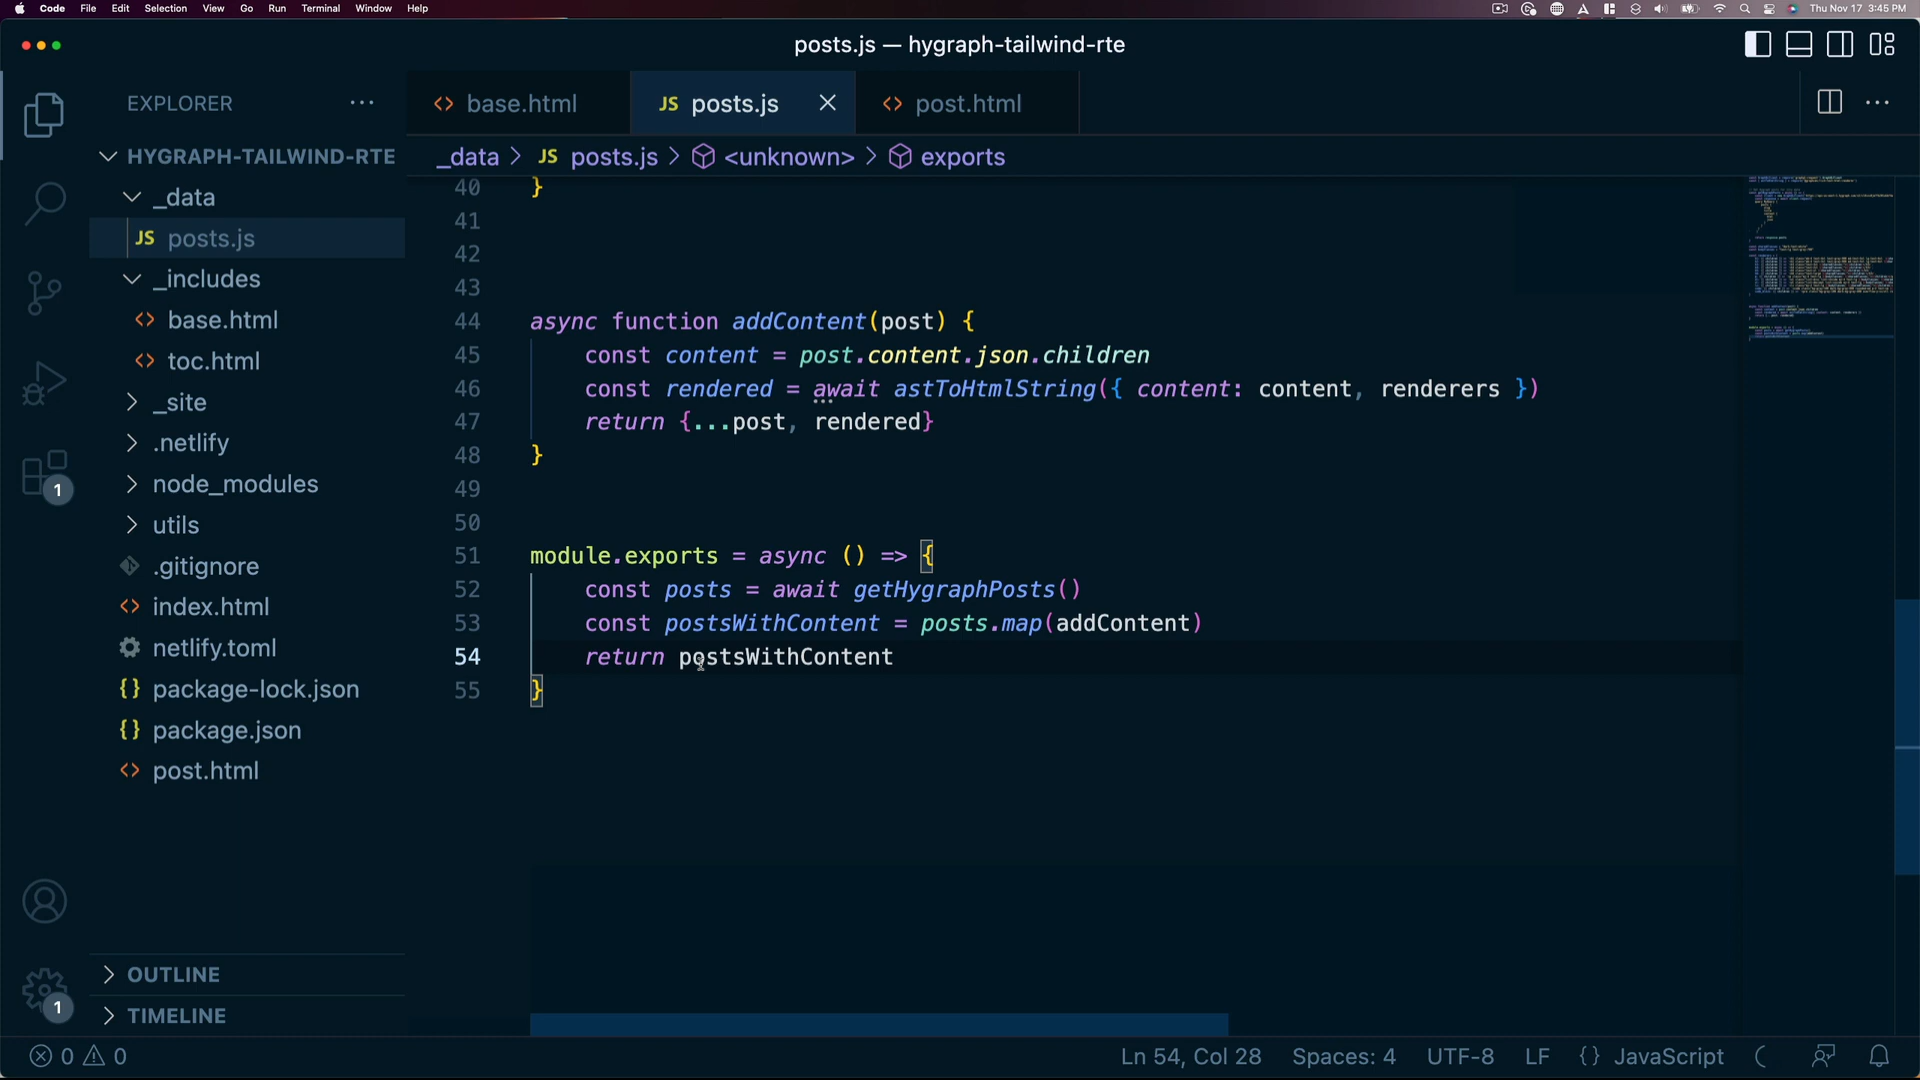 Code File Edit Selection View Go Run Terminal Window Help Thu Nov 17 3:45 PM
posts.js — hygraph-tailwind-rte
EXPLORER
base.html
JS posts.js
post.html
_data > JS posts.js > <unknown> > exports
HYGRAPH-TAILWIND-RTE
_data
JS posts.js
_includes
base.html
toc.html
_site
.netlify
node_modules
utils
.gitignore
index.html
netlify.toml
package-lock.json
package.json
post.html
OUTLINE
TIMELINE
1
1
40 }
41
42
43
44 async function addContent(post) {
45 const content = post.content.json.children
46 const rendered = await astToHtmlString({ content: content, renderers })
47 return {...post, rendered}
48 }
49
50
51 module.exports = async () => {
52 const posts = await getHygraphPosts()
53 const postsWithContent = posts.map(addContent)
54 return postsWithContent
55 }
0 0 Ln 54, Col 28 Spaces: 4 UTF-8 LF {} JavaScript